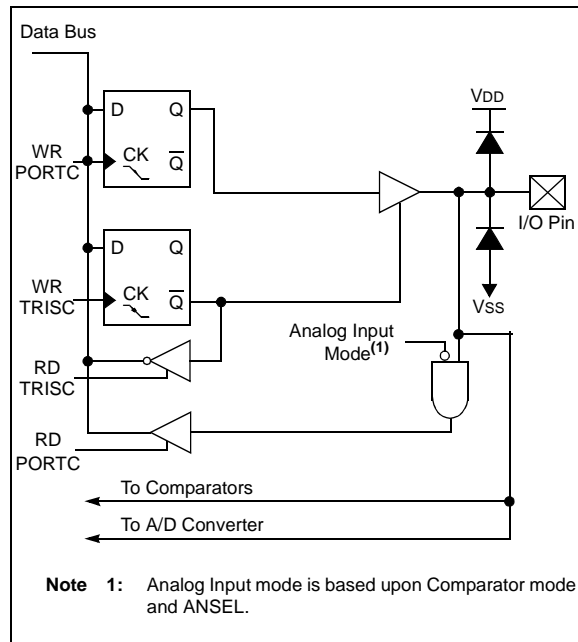 Data Bus
D Q
WR
PORTC
CK Q
VDD
I/O Pin
D Q
WR
TRISC
CK Q
VSS
Analog Input
Mode(1)
RD
TRISC
RD
PORTC
To Comparators
To A/D Converter
Note 1: Analog Input mode is based upon Comparator mode
and ANSEL.